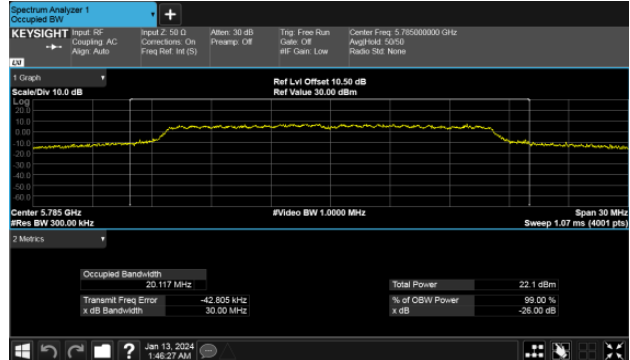 Spectrum Analyzer 1
Occupied BW
KEYSIGHT
Input: RF
Coupling: AC
Align: Auto
Input Z: 50 Ω
Corrections: On
Freq Ref: Int (S)
Atten: 30 dB
Preamp: Off
Trig: Free Run
Gate: Off
#IF Gain: Low
Center Freq: 5.785000000 GHz
Avg|Hold: 50/50
Radio Std: None
LXI
1 Graph
Scale/Div 10.0 dB
Ref Lvl Offset 10.50 dB
Ref Value 30.00 dBm
Log
20.0
10.0
0.00
-10.0
-20.0
-30.0
-40.0
-50.0
-60.0
Center 5.785 GHz
#Video BW 1.0000 MHz
Span 30 MHz
#Res BW 300.00 kHz
Sweep 1.07 ms (4001 pts)
2 Metrics
Occupied Bandwidth
20.117 MHz
Total Power 22.1 dBm
Transmit Freq Error -42.805 kHz
% of OBW Power 99.00 %
x dB Bandwidth 30.00 MHz
x dB -26.00 dB
?
Jan 13, 2024
1:46:27 AM